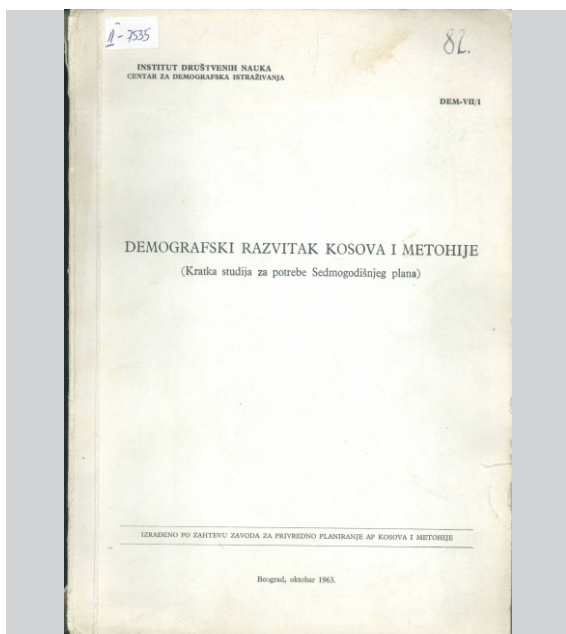 II-7535
82.
INSTITUT DRUŠTVENIH NAUKA
CENTAR ZA DEMOGRAFSKA ISTRAŽIVANJA
DEM-VII/1
DEMOGRAFSKI RAZVITAK KOSOVA I METOHIJE
(Kratka studija za potrebe Sedmogodišnjeg plana)
IZRAĐENO PO ZAHTEVU ZAVODA ZA PRIVREDNO PLANIRANJE AP KOSOVA I METOHIJE
Beograd, oktobar 1963.